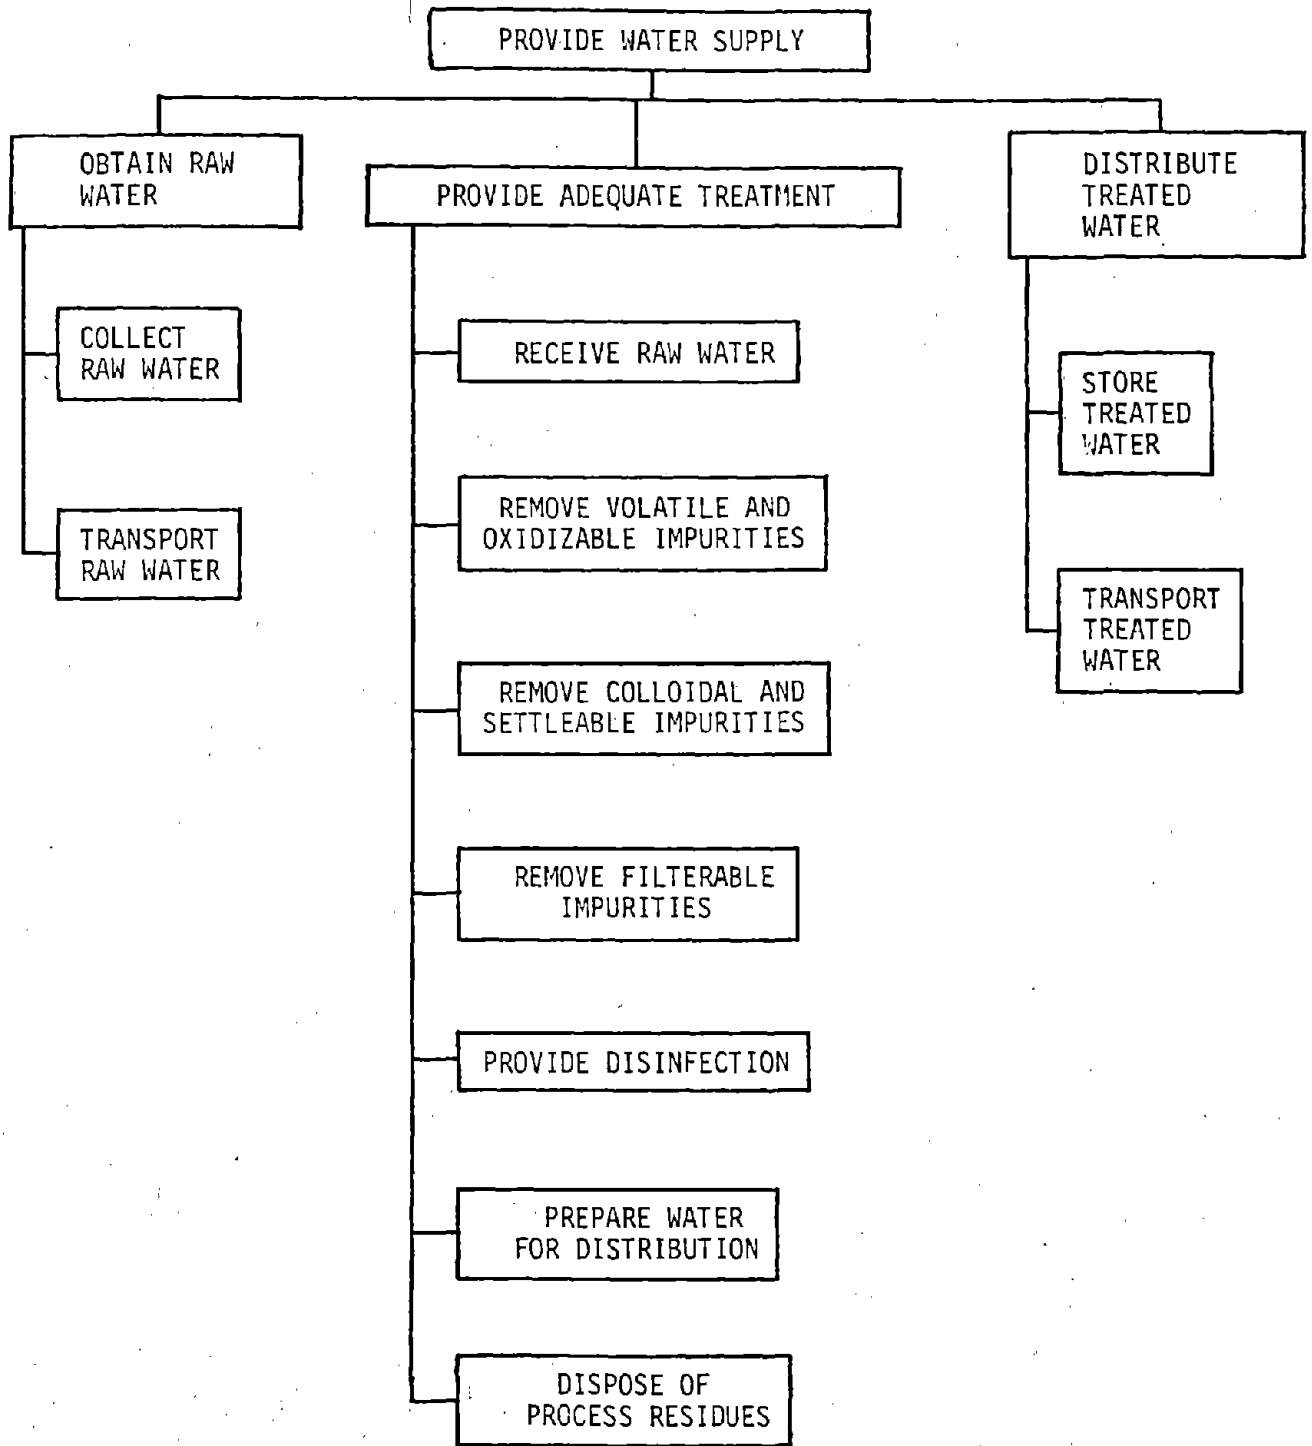 PROVIDE WATER SUPPLY
OBTAIN RAW
WATER
COLLECT
RAW WATER
TRANSPORT
RAW WATER
PROVIDE ADEQUATE TREATMENT
RECEIVE RAW WATER
REMOVE VOLATILE AND
OXIDIZABLE IMPURITIES
REMOVE COLLOIDAL AND
SETTLEABLE IMPURITIES
REMOVE FILTERABLE
IMPURITIES
PROVIDE DISINFECTION
PREPARE WATER
FOR DISTRIBUTION
DISPOSE OF
PROCESS RESIDUES
DISTRIBUTE
TREATED
WATER
STORE
TREATED
WATER
TRANSPORT
TREATED
WATER